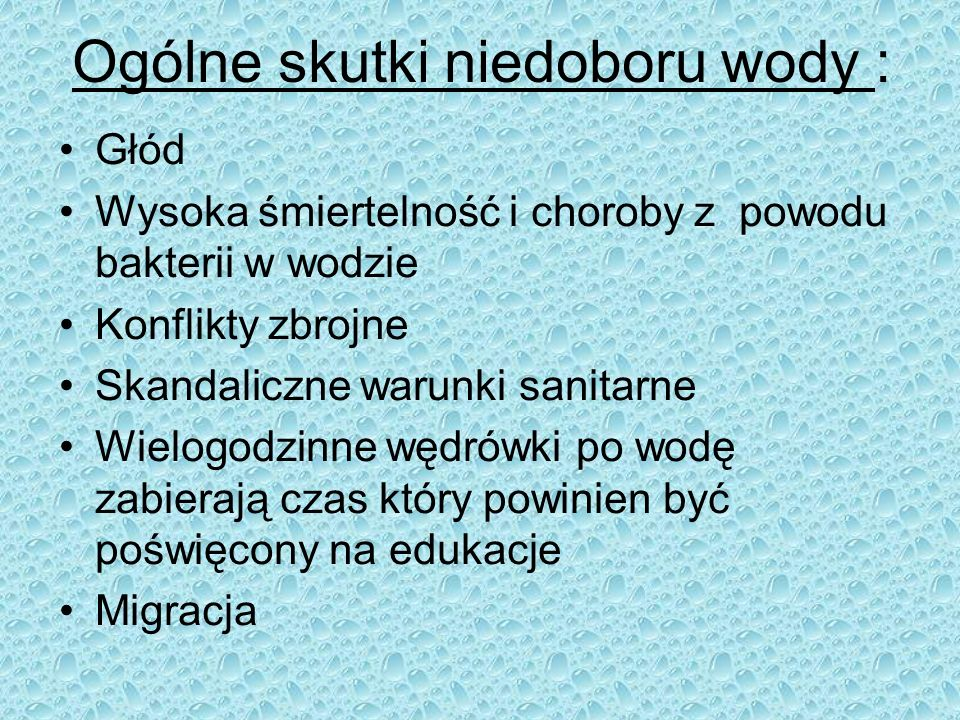 Ogólne skutki niedoboru wody :
• Głód
• Wysoka śmiertelność i choroby z  powodu
bakterii w wodzie
• Konflikty zbrojne
• Skandaliczne warunki sanitarne
• Wielogodzinne wędrówki po wodę
zabierają czas który powinien być
poświęcony na edukacje
• Migracja